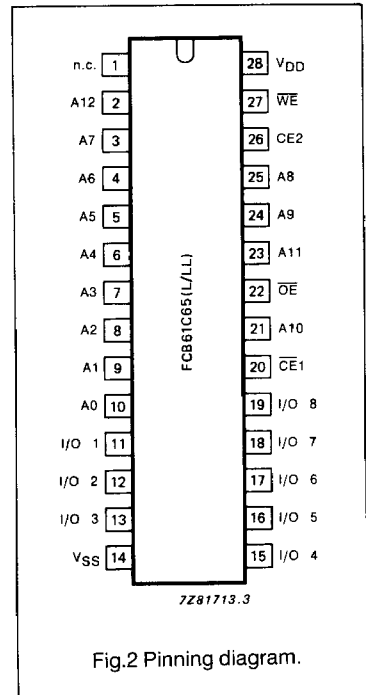 n.c. 1 28 VDD
A12 2 27 W̅E̅
A7 3 26 CE2
A6 4 25 A8
A5 5 24 A9
A4 6 23 A11
A3 7 22 O̅E̅
A2 8 21 A10
A1 9 20 C̅E̅1
A0 10 19 I/O 8
I/O 1 11 18 I/O 7
I/O 2 12 17 I/O 6
I/O 3 13 16 I/O 5
VSS 14 15 I/O 4
FCB61C65(L/LL)
7Z81713.3
Fig.2 Pinning diagram.